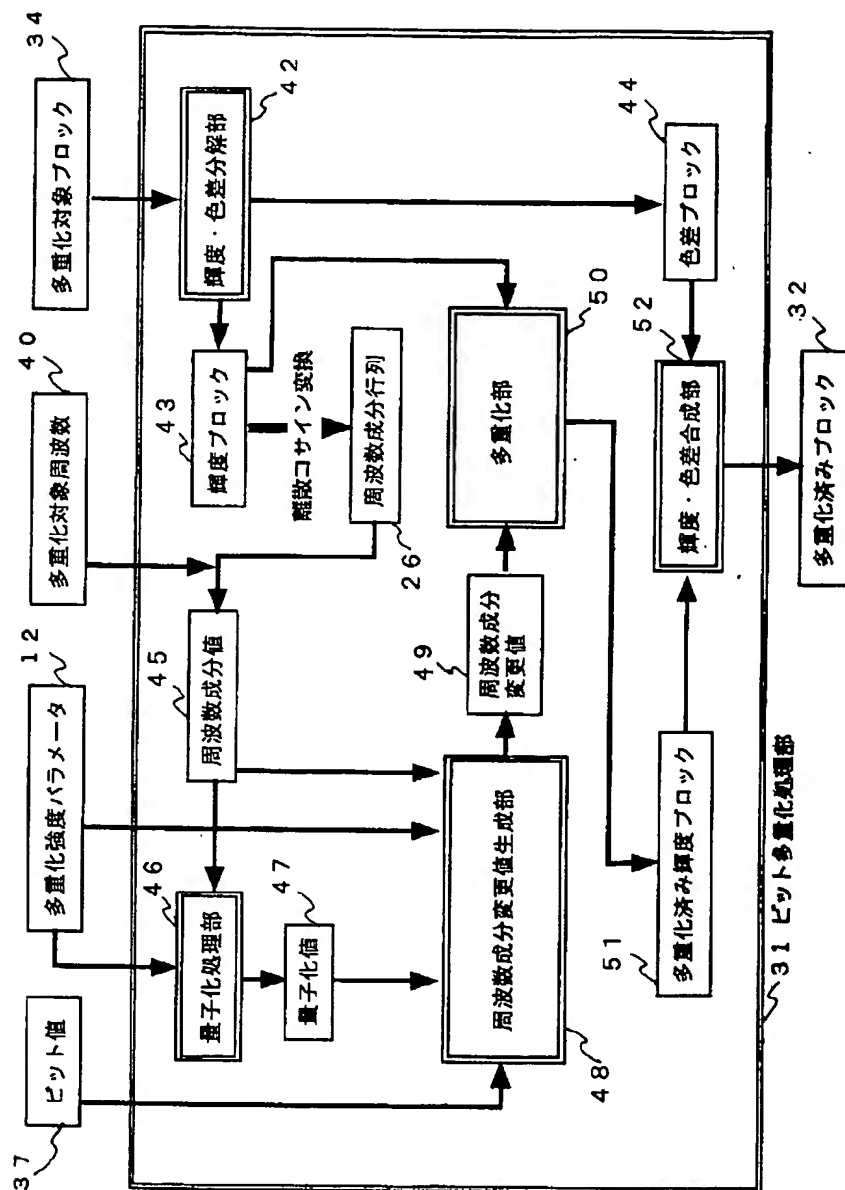 37
ビット値
12
多重化強度パラメータ
40
多重化対象周波数
34
多重化対象ブロック
46
量子化処理部
45
周波数成分値
43
輝度ブロック
42
輝度・色差分解部
47
量子化値
離散コサイン変換
26
周波数成分行列
48
周波数成分変更値生成部
49
周波数成分
変更値
50
多重化部
44
色差ブロック
51
多重化済み輝度ブロック
52
輝度・色差合成部
31 ビット多重化処理部
32
多重化済みブロック